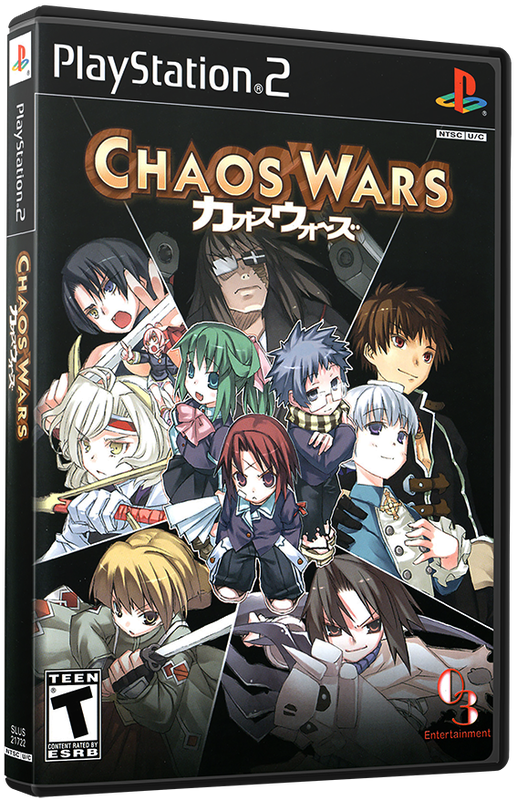 PlayStation®2
NTSC U/C
CHAOS WARS
カオスウォーズ
TEEN
T
CONTENT RATED BY
ESRB
O3
Entertainment
PlayStation®2
CHAOS WARS
カオスウォーズ
SLUS
21722
NTSC U/C